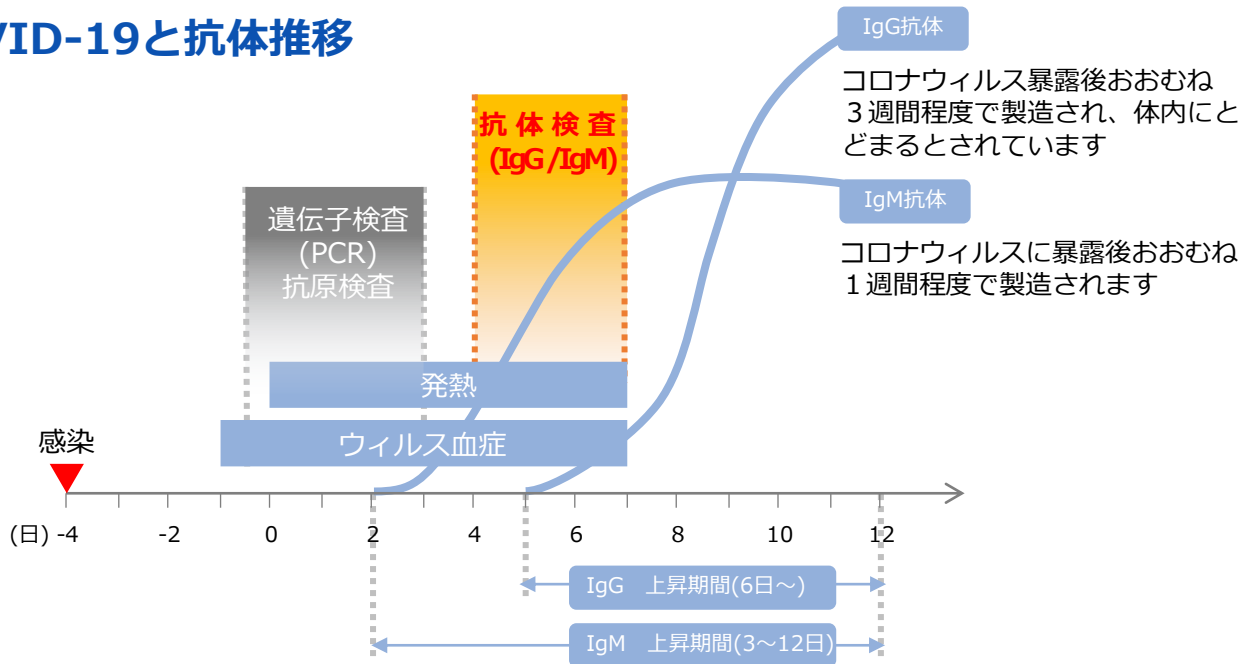 VID-19と抗体推移
IgG抗体
コロナウィルス暴露後おおむね
３週間程度で製造され、体内にと
どまるとされています
抗体検査
(IgG/IgM)
IgM抗体
コロナウィルスに暴露後おおむね
１週間程度で製造されます
遺伝子検査
(PCR)
抗原検査
発熱
ウィルス血症
感染
(日) -4 -2 0 2 4 6 8 10 12
IgG 上昇期間(6日～)
IgM 上昇期間(3～12日)